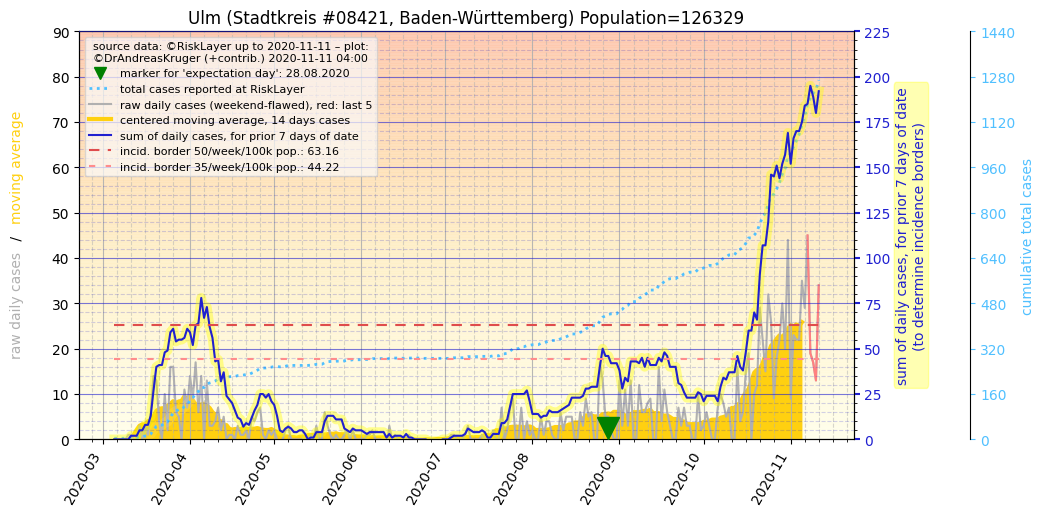 Ulm (Stadtkreis #08421, Baden-Württemberg) Population=126329
source data: ©RiskLayer up to 2020-11-11 – plot:
©DrAndreasKruger (+contrib.) 2020-11-11 04:00
marker for 'expectation day': 28.08.2020
total cases reported at RiskLayer
raw daily cases (weekend-flawed), red: last 5
centered moving average, 14 days cases
sum of daily cases, for prior 7 days of date
incid. border 50/week/100k pop.: 63.16
incid. border 35/week/100k pop.: 44.22
raw daily cases / moving average
90
80
70
60
50
40
30
20
10
0
2020-03
2020-04
2020-05
2020-06
2020-07
2020-08
2020-09
2020-10
2020-11
225
200
175
150
125
100
75
50
25
0
sum of daily cases, for prior 7 days of date
(to determine incidence borders)
1440
1280
1120
960
800
640
480
320
160
0
cumulative total cases